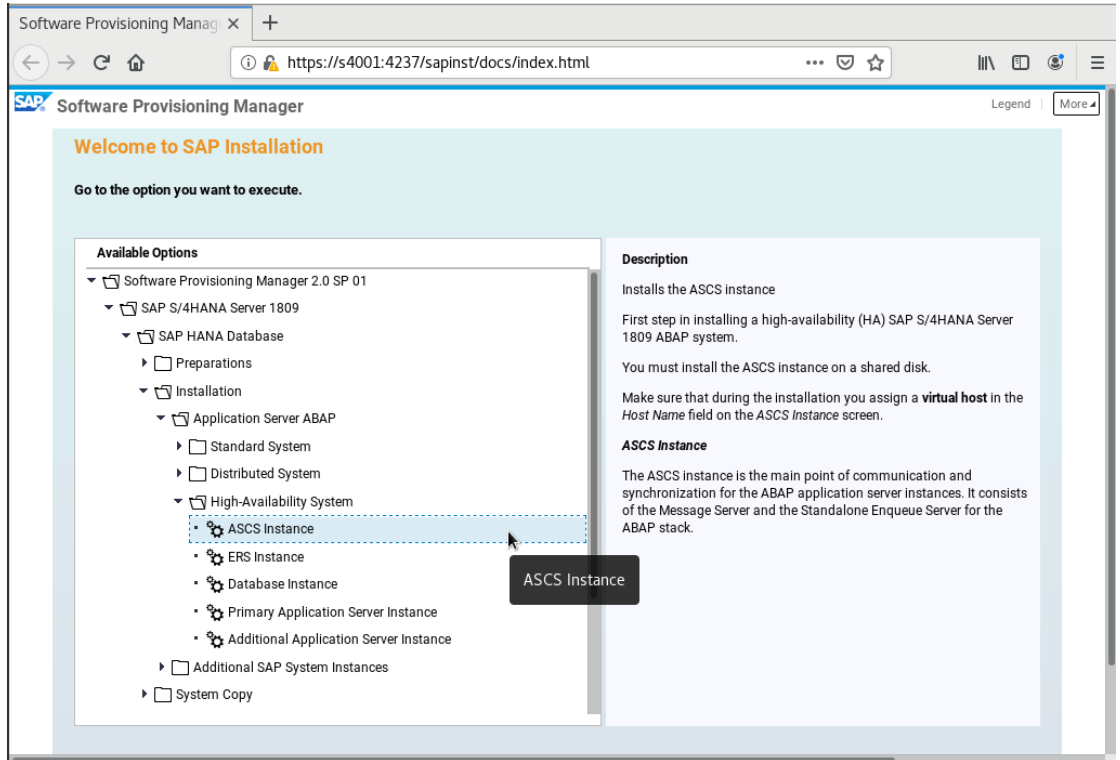 Software Provisioning Manag
https://s4001:4237/sapinst/docs/index.html
SAP Software Provisioning Manager
Legend
More
Welcome to SAP Installation
Go to the option you want to execute.
Available Options
Software Provisioning Manager 2.0 SP 01
SAP S/4HANA Server 1809
SAP HANA Database
Preparations
Installation
Application Server ABAP
Standard System
Distributed System
High-Availability System
ASCS Instance
ERS Instance
Database Instance
Primary Application Server Instance
Additional Application Server Instance
Additional SAP System Instances
System Copy
ASCS Instance
Description
Installs the ASCS instance
First step in installing a high-availability (HA) SAP S/4HANA Server
1809 ABAP system.
You must install the ASCS instance on a shared disk.
Make sure that during the installation you assign a virtual host in the
Host Name field on the ASCS Instance screen.
ASCS Instance
The ASCS instance is the main point of communication and
synchronization for the ABAP application server instances. It consists
of the Message Server and the Standalone Enqueue Server for the
ABAP stack.